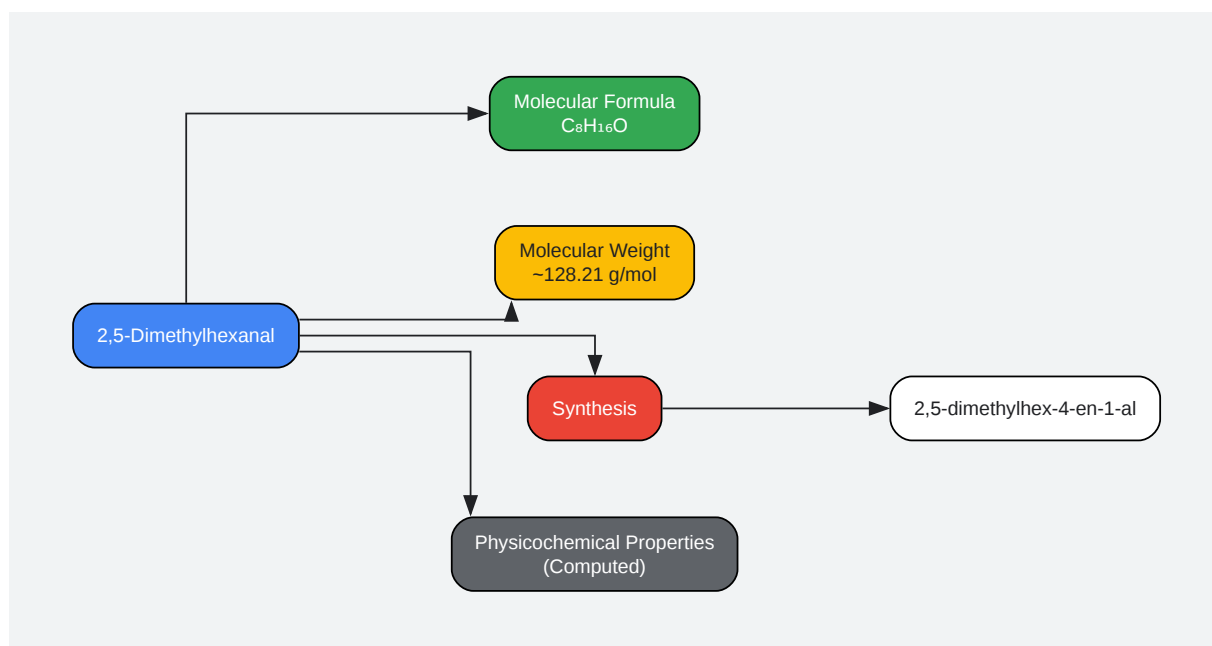 Molecular Formula
C₈H₁₆O
Molecular Weight
~128.21 g/mol
2,5-Dimethylhexanal
Synthesis
2,5-dimethylhex-4-en-1-al
Physicochemical Properties
(Computed)